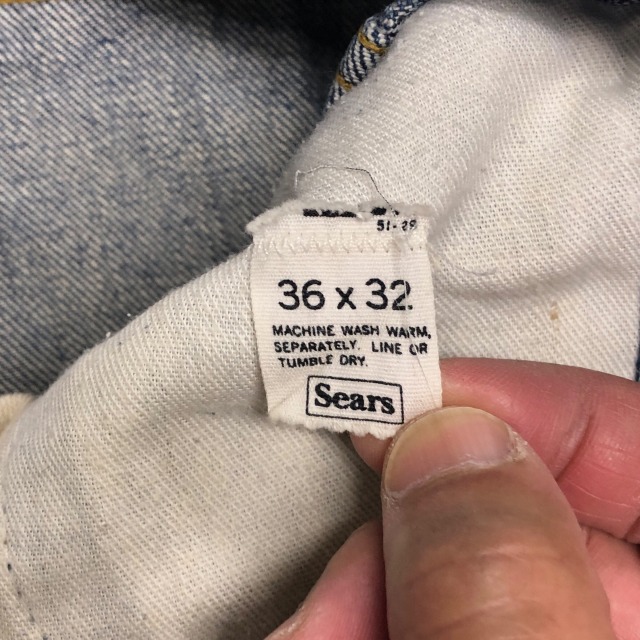 36 x 32
MACHINE WASH WARM,
SEPARATELY. LINE OR
TUMBLE DRY.
Sears